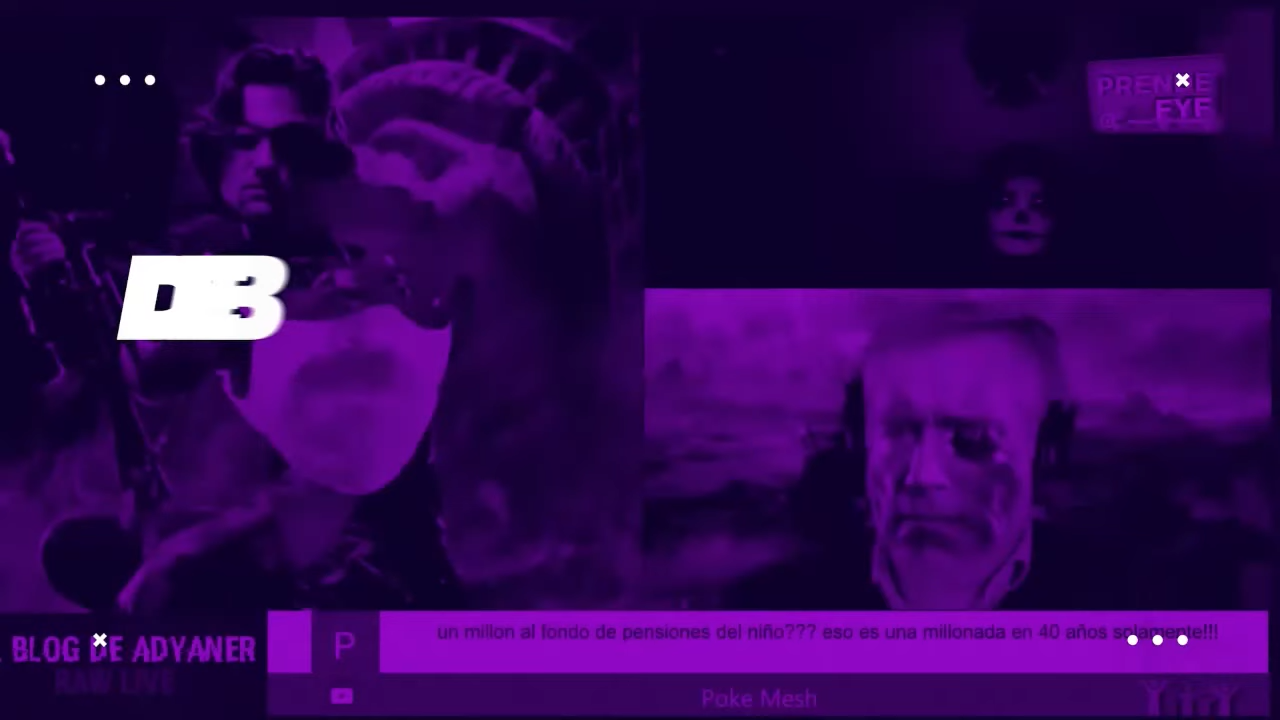 PREN
FYF
DB
un millon al fondo de pensiones del niño??? eso es una millonada en 40 años solamente!!!
BLOG DE ADYANER
RAW LIVE
P
Poke Mesh